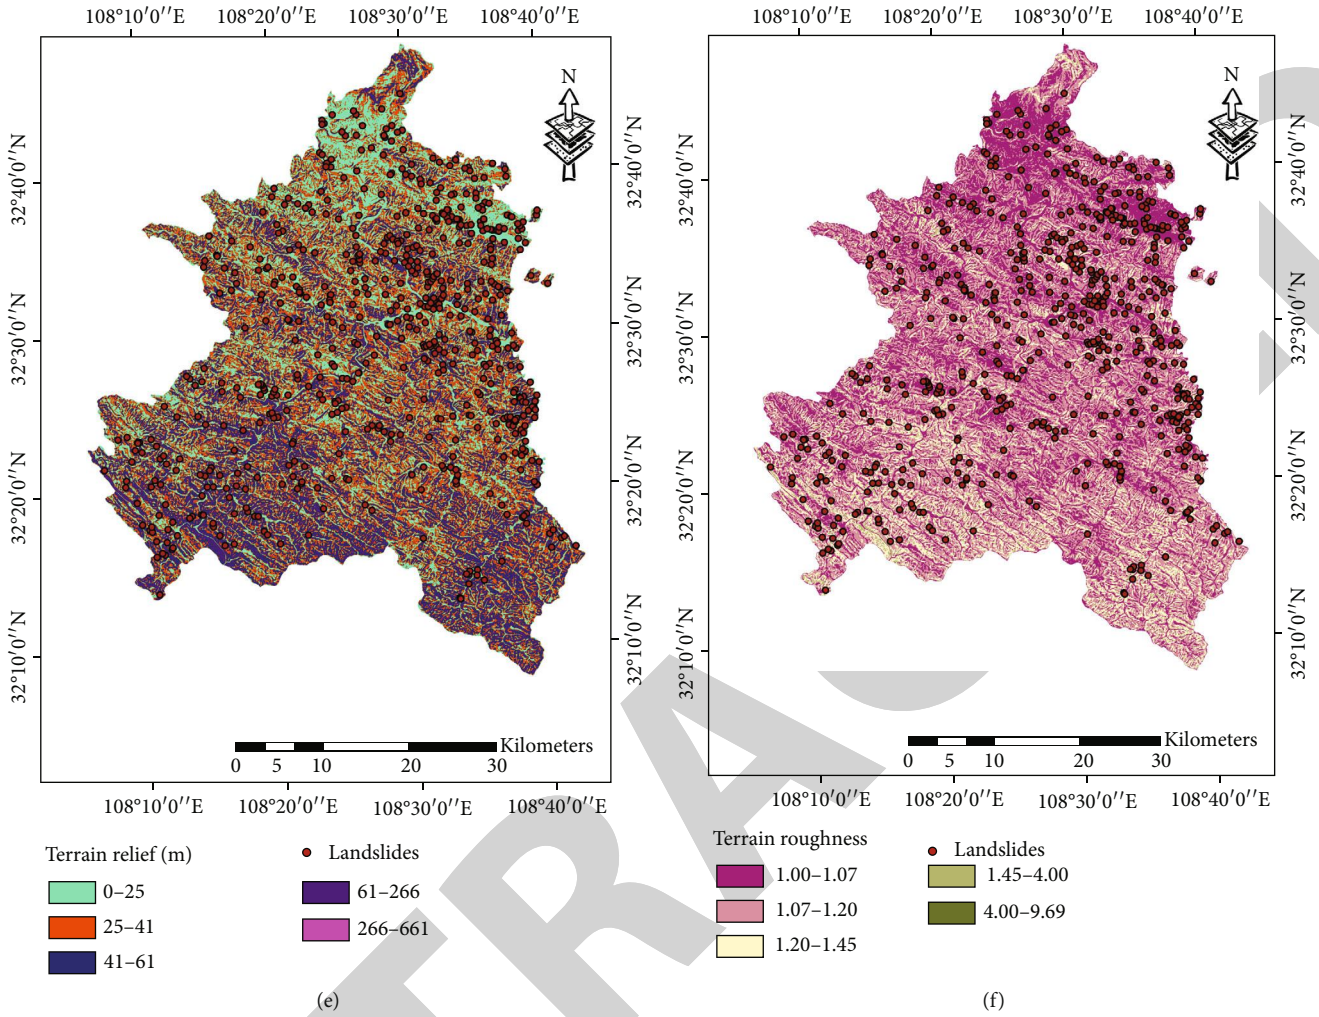 108°10′0″E 108°20′0″E 108°30′0″E 108°40′0″E
N
32°40′0″N
32°30′0″N
32°20′0″N
32°10′0″N
32°40′0″N
32°30′0″N
32°20′0″N
32°10′0″N
Kilometers
0 5 10 20 30
108°10′0″E 108°20′0″E 108°30′0″E 108°40′0″E
Terrain relief (m)
0–25
25–41
41–61
Landslides
61–266
266–661
(e)
108°10′0″E 108°20′0″E 108°30′0″E 108°40′0″E
N
32°40′0″N
32°30′0″N
32°20′0″N
32°10′0″N
32°40′0″N
32°30′0″N
32°20′0″N
32°10′0″N
Kilometers
0 5 10 20 30
108°10′0″E 108°20′0″E 108°30′0″E 108°40′0″E
Terrain roughness
1.00–1.07
1.07–1.20
1.20–1.45
Landslides
1.45–4.00
4.00–9.69
(f)